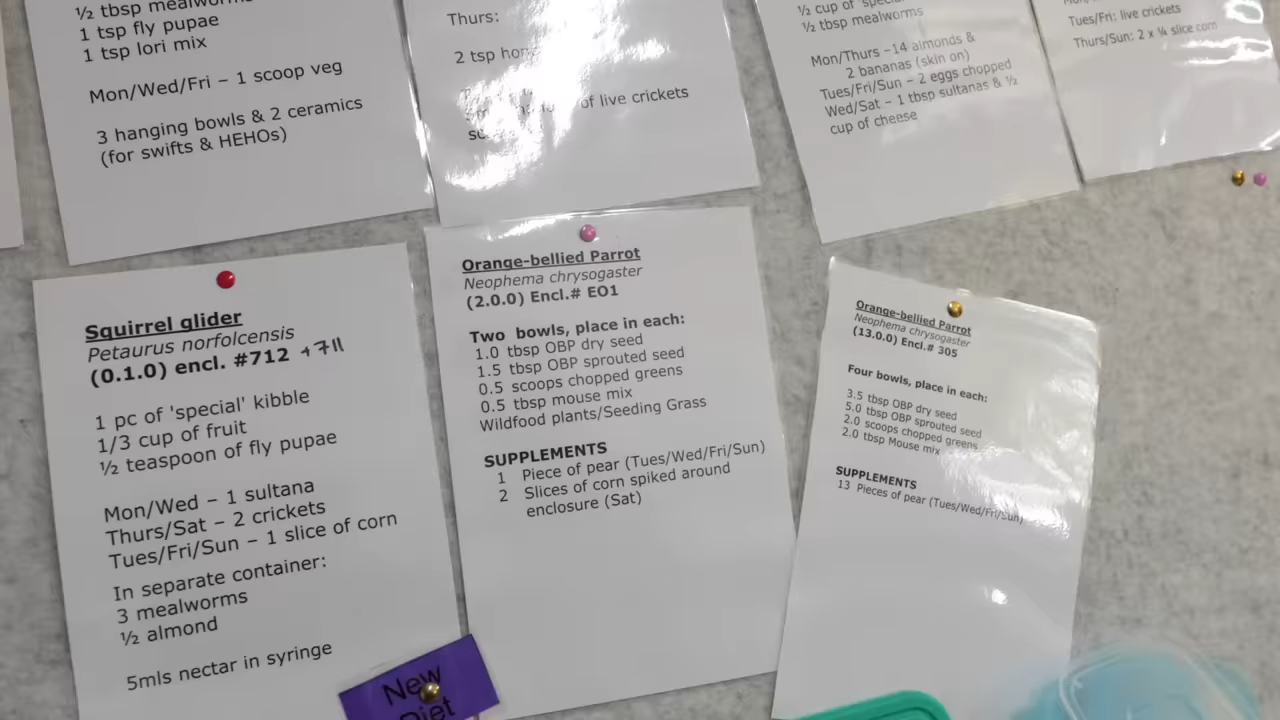 ½ tbsp mealworms
1 tsp fly pupae
1 tsp lori mix
Mon/Wed/Fri – 1 scoop veg
3 hanging bowls & 2 ceramics
(for swifts & HEHOs)
Thurs:
2 tsp
of live crickets
½ cup of 'special'
½ tbsp mealworms
Mon/Thurs –14 almonds &
2 bananas (skin on)
Tues/Fri/Sun – 2 eggs chopped
Wed/Sat – 1 tbsp sultanas & ½
cup of cheese
Tues/Fri: live crickets
Thurs/Sun: 2 x ¼ slice corn
Squirrel glider
Petaurus norfolcensis
(0.1.0) encl. #712 +711
1 pc of 'special' kibble
1/3 cup of fruit
½ teaspoon of fly pupae
Mon/Wed – 1 sultana
Thurs/Sat – 2 crickets
Tues/Fri/Sun – 1 slice of corn
In separate container:
3 mealworms
½ almond
5mls nectar in syringe
New
Diet
Orange-bellied Parrot
Neophema chrysogaster
(2.0.0) Encl.# EO1
Two bowls, place in each:
1.0 tbsp OBP dry seed
1.5 tbsp OBP sprouted seed
0.5 scoops chopped greens
0.5 tbsp mouse mix
Wildfood plants/Seeding Grass
SUPPLEMENTS
1 Piece of pear (Tues/Wed/Fri/Sun)
2 Slices of corn spiked around
enclosure (Sat)
Orange-bellied Parrot
Neophema chrysogaster
(13.0.0) Encl.# 305
Four bowls, place in each:
3.5 tbsp OBP dry seed
5.0 tbsp OBP sprouted seed
2.0 scoops chopped greens
2.0 tbsp Mouse mix
SUPPLEMENTS
13 Pieces of pear (Tues/Wed/Fri/Sun)